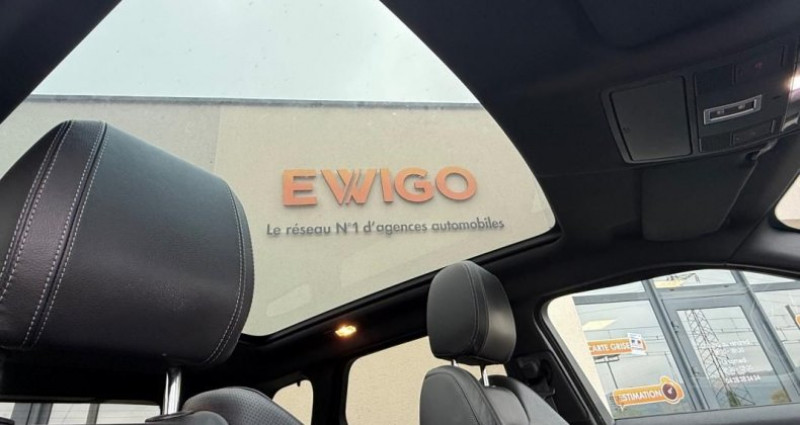 EWIGO
Le réseau N°1 d'agences automobiles
CARTE GRISE
ESTIMATION